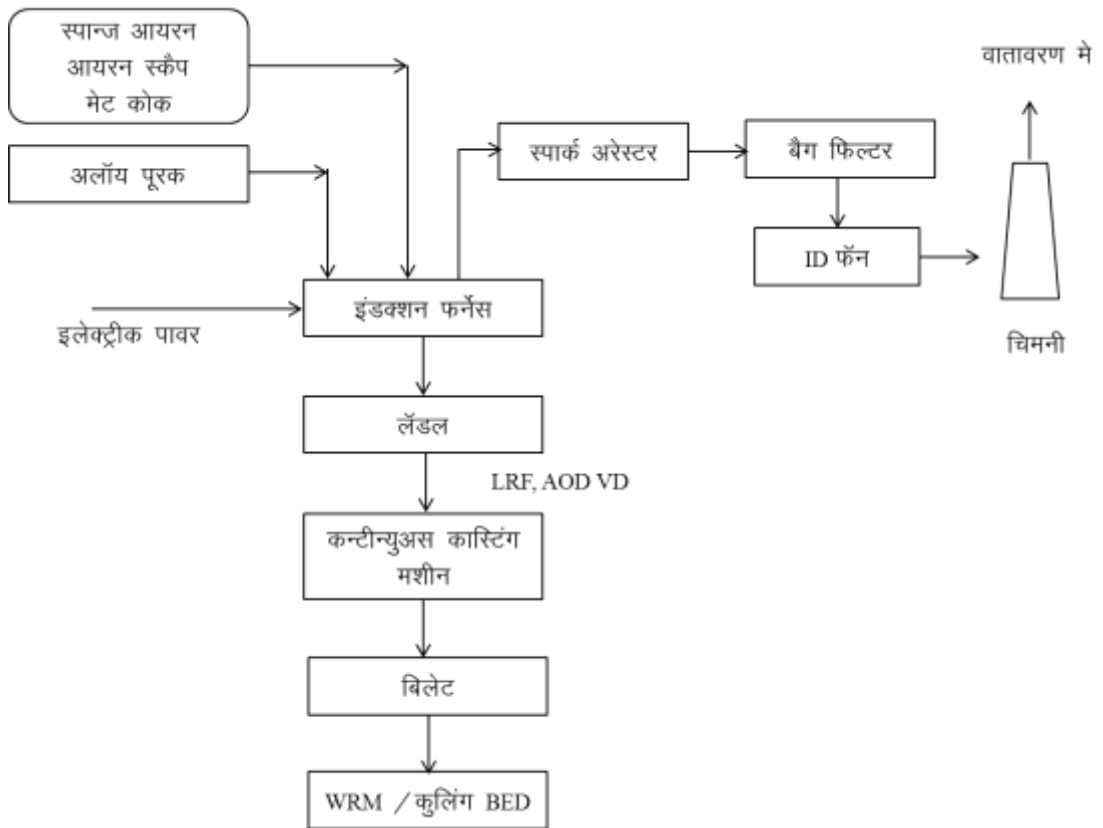 स्पान्ज आयरन
आयरन स्कॅप
मेट कोक
अलॉय पूरक
इलेक्ट्रीक पावर
इंडक्शन फर्नेस
स्पार्क अरेस्टर
बैग फिल्टर
ID फॅन
वातावरण मे
चिमनी
लॅडल
LRF, AOD VD
कन्टीन्युअस कास्टिंग
मशीन
बिलेट
WRM / कुलिंग BED